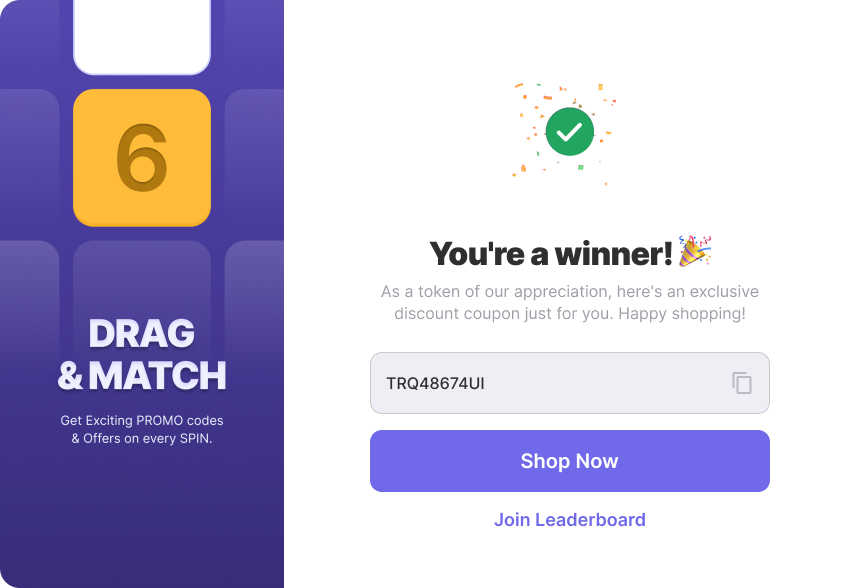 6
DRAG
& MATCH
Get Exciting PROMO codes
& Offers on every SPIN.
You're a winner! 🎉
As a token of our appreciation, here's an exclusive
discount coupon just for you. Happy shopping!
TRQ48674UI
Shop Now
Join Leaderboard